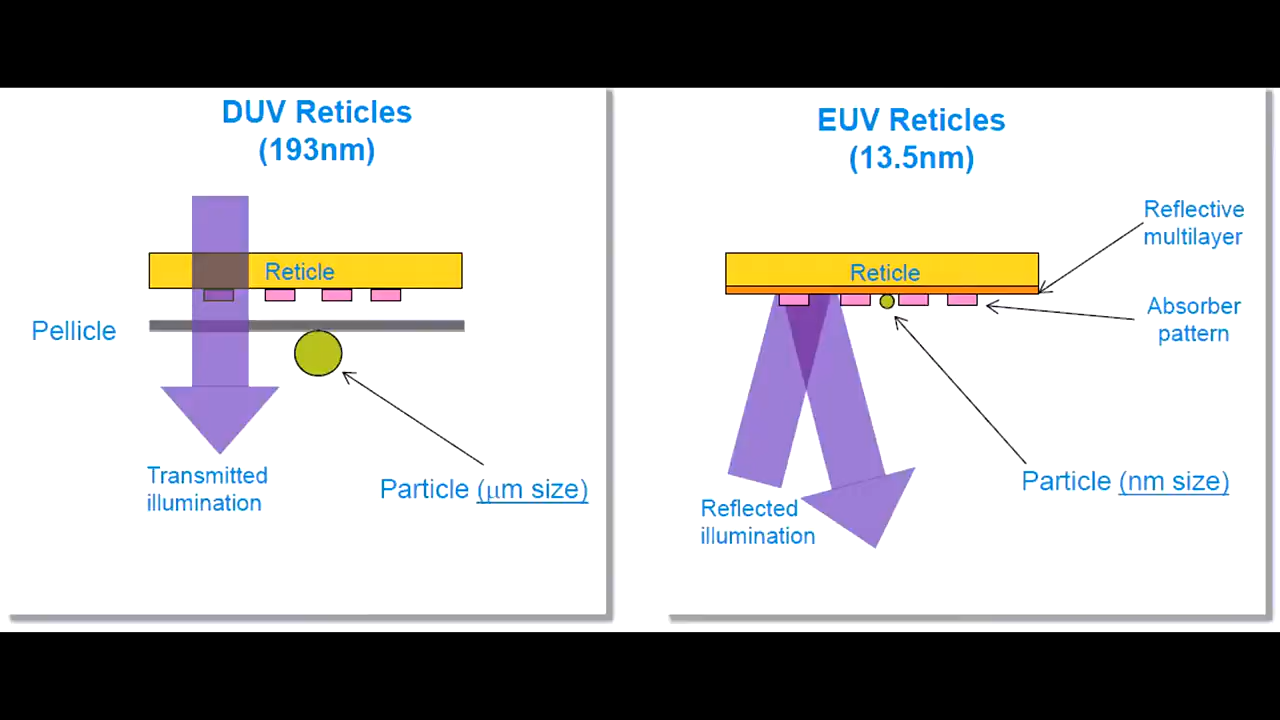 DUV Reticles
(193nm)
Reticle
Pellicle
Transmitted
illumination
Particle (μm size)
EUV Reticles
(13.5nm)
Reflective
multilayer
Reticle
Absorber
pattern
Particle (nm size)
Reflected
illumination